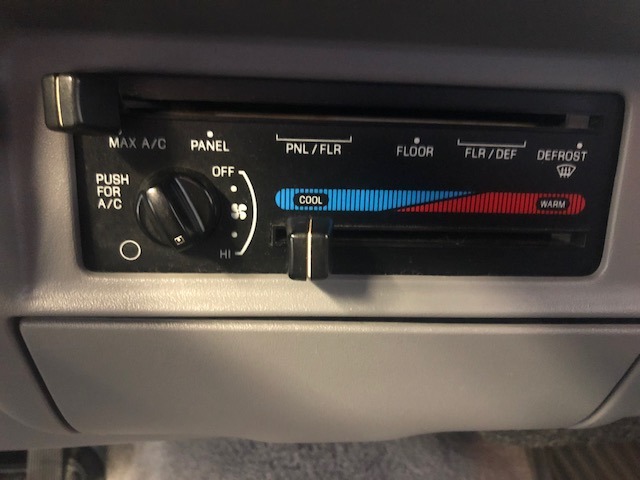 MAX A/C PANEL PNL / FLR FLOOR FLR / DEF DEFROST
PUSH
FOR
A/C
OFF
HI
COOL WARM